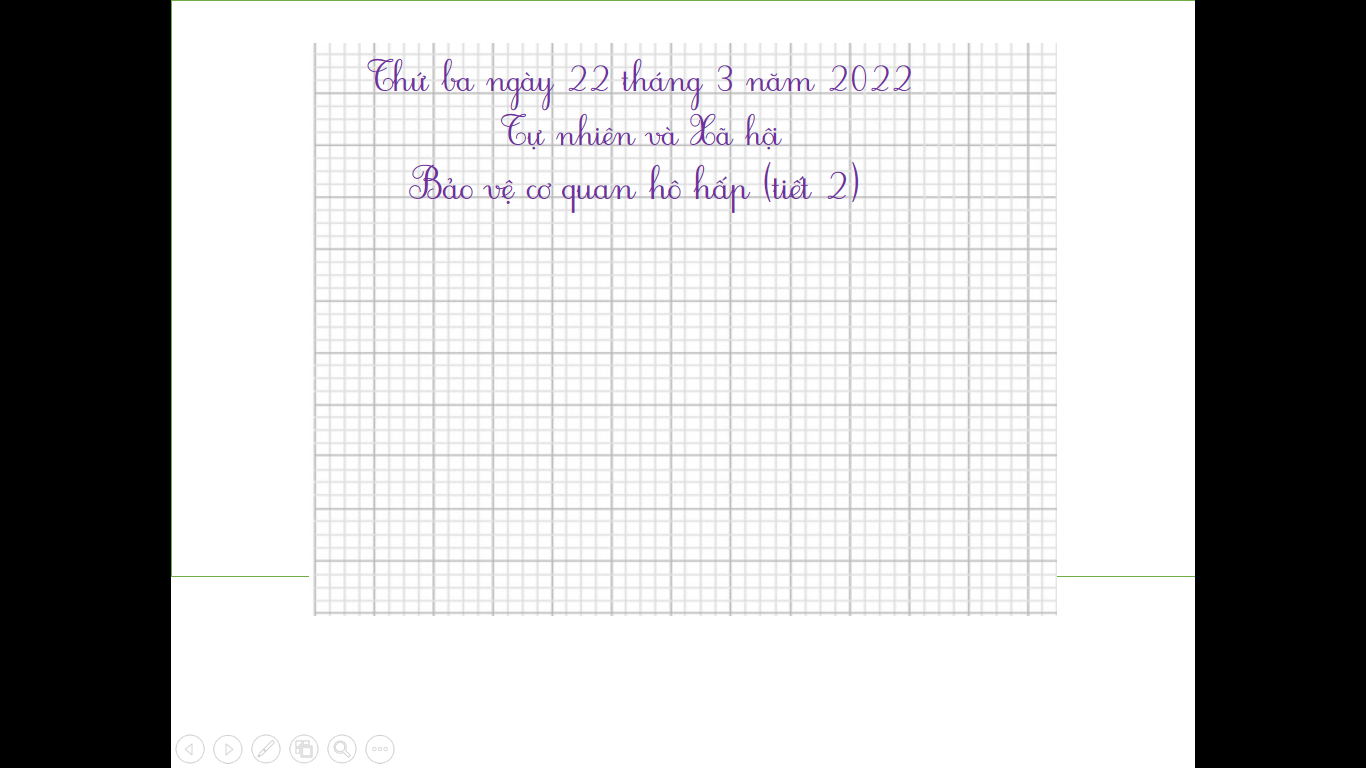 Thứ ba ngày 22 tháng 3 năm 2022
Tự nhiên và Xã hội
Bảo vệ cơ quan hô hấp (tiết 2)